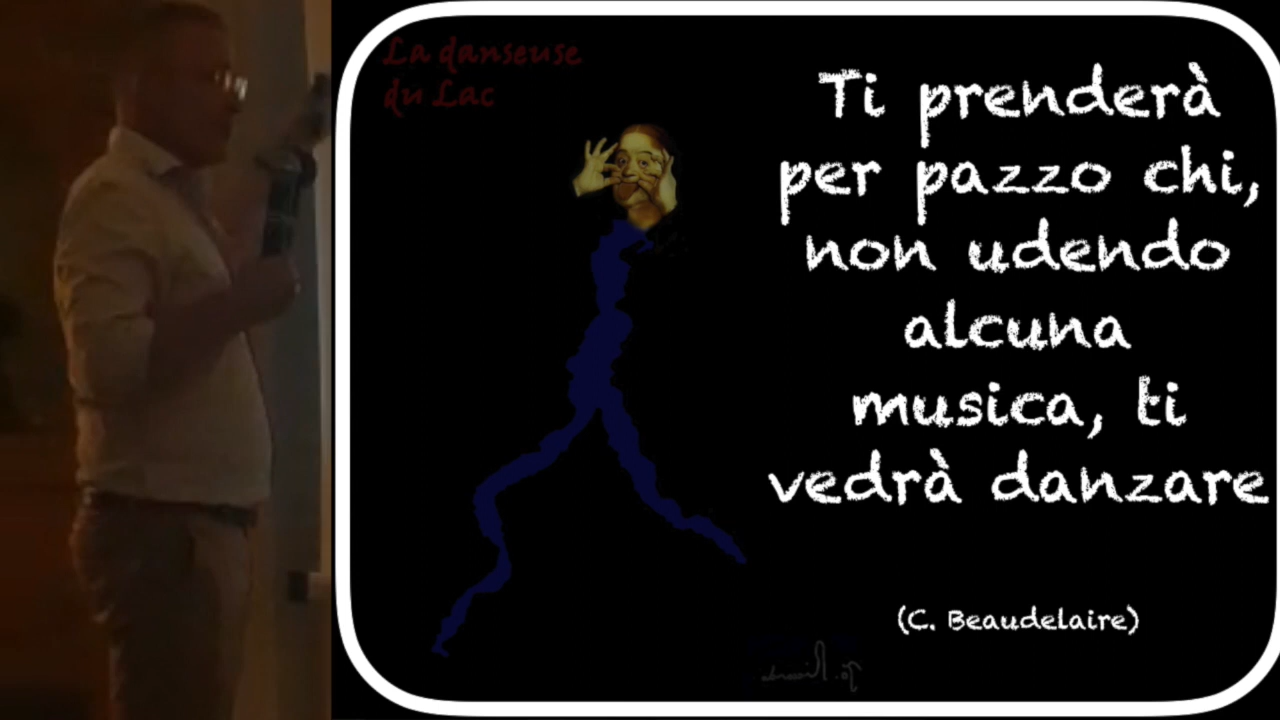 La danseuse
du Lac
Ti prenderà
per pazzo chi,
non udendo
alcuna
musica, ti
vedrà danzare
(C. Beaudelaire)